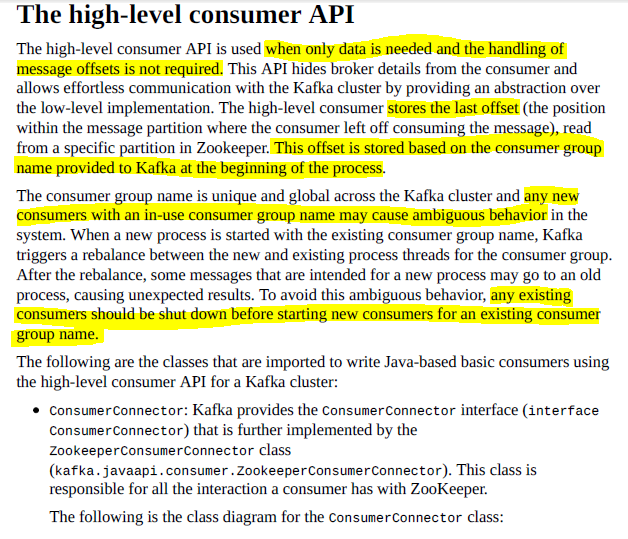 The high-level consumer API
The high-level consumer API is used when only data is needed and the handling of
message offsets is not required. This API hides broker details from the consumer and
allows effortless communication with the Kafka cluster by providing an abstraction over
the low-level implementation. The high-level consumer stores the last offset (the position
within the message partition where the consumer left off consuming the message), read
from a specific partition in Zookeeper. This offset is stored based on the consumer group
name provided to Kafka at the beginning of the process.
The consumer group name is unique and global across the Kafka cluster and any new
consumers with an in-use consumer group name may cause ambiguous behavior in the
system. When a new process is started with the existing consumer group name, Kafka
triggers a rebalance between the new and existing process threads for the consumer group.
After the rebalance, some messages that are intended for a new process may go to an old
process, causing unexpected results. To avoid this ambiguous behavior, any existing
consumers should be shut down before starting new consumers for an existing consumer
group name.
The following are the classes that are imported to write Java-based basic consumers using
the high-level consumer API for a Kafka cluster:
• ConsumerConnector: Kafka provides the ConsumerConnector interface (interface
ConsumerConnector) that is further implemented by the
ZookeeperConsumerConnector class
(kafka.javaapi.consumer.ZookeeperConsumerConnector). This class is
responsible for all the interaction a consumer has with ZooKeeper.
The following is the class diagram for the ConsumerConnector class: